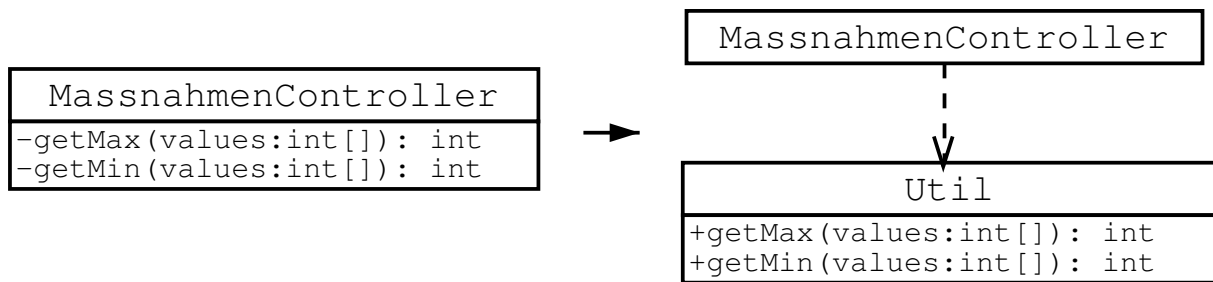 MassnahmenController
-getMax(values:int[]): int
-getMin(values:int[]): int
MassnahmenController
Util
+getMax(values:int[]): int
+getMin(values:int[]): int